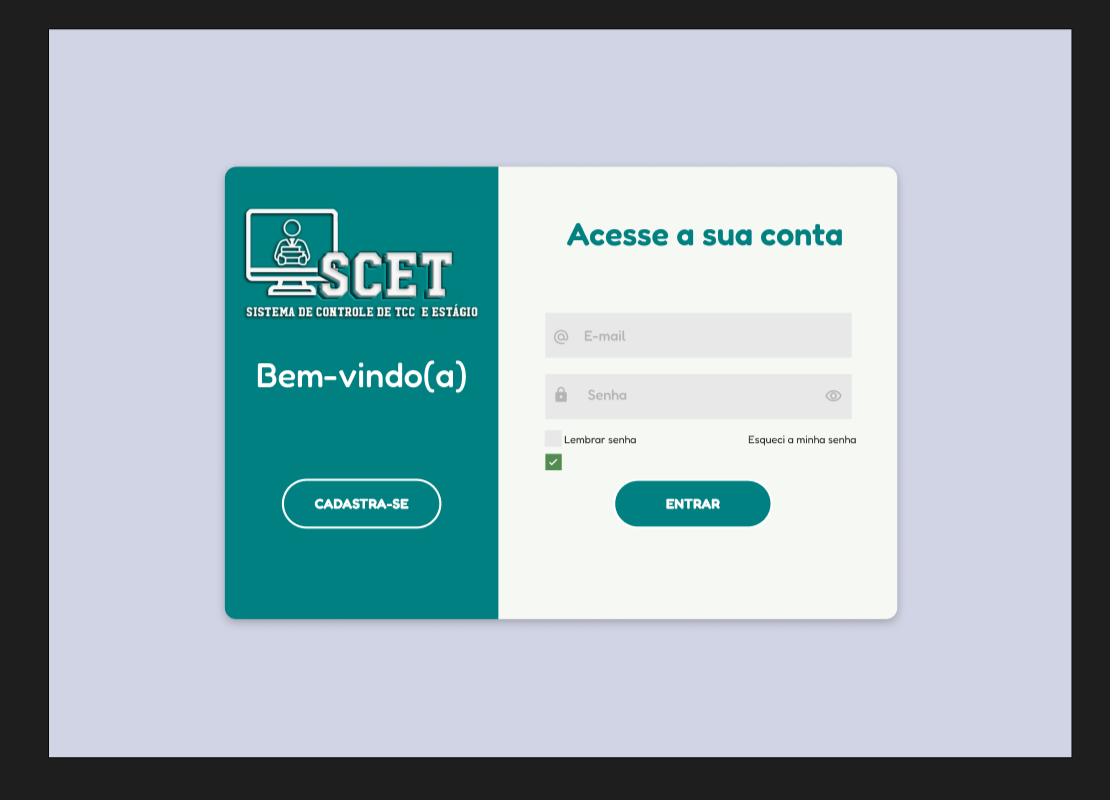 SCET
SISTEMA DE CONTROLE DE TCC E ESTÁGIO
Bem-vindo(a)
CADASTRA-SE
Acesse a sua conta
E-mail
Senha
Lembrar senha
Esqueci a minha senha
ENTRAR